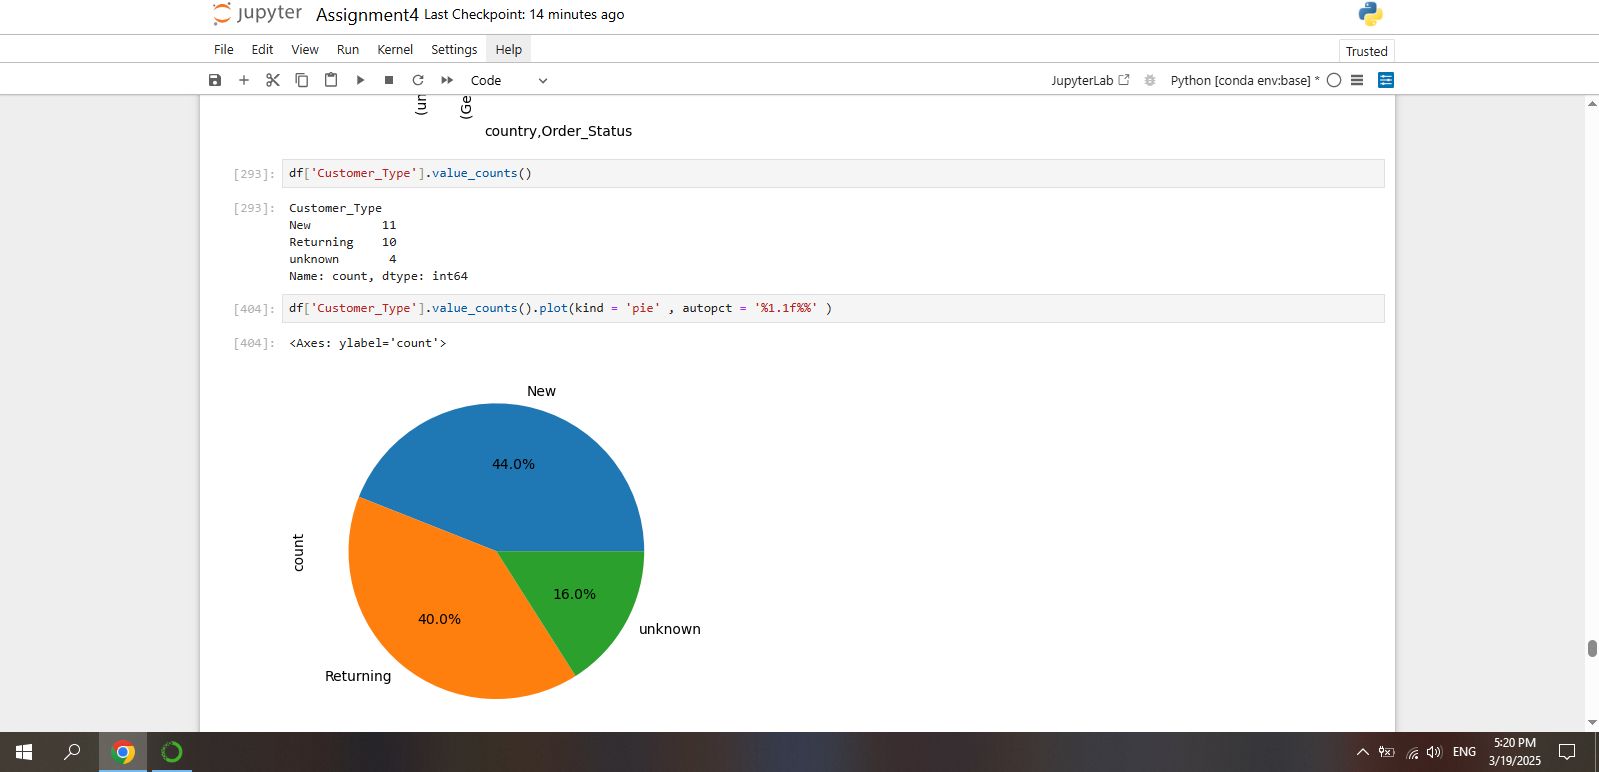 jupyter Assignment4 Last Checkpoint: 14 minutes ago
File Edit View Run Kernel Settings Help Trusted
Code JupyterLab Python [conda env:base] *
(un (Ge
country,Order_Status
[293]: df['Customer_Type'].value_counts()
[293]: Customer_Type
New 11
Returning 10
unknown 4
Name: count, dtype: int64
[404]: df['Customer_Type'].value_counts().plot(kind = 'pie' , autopct = '%1.1f%%' )
[404]: <Axes: ylabel='count'>
New
44.0%
count
16.0%
40.0%
unknown
Returning
ENG
5:20 PM
3/19/2025